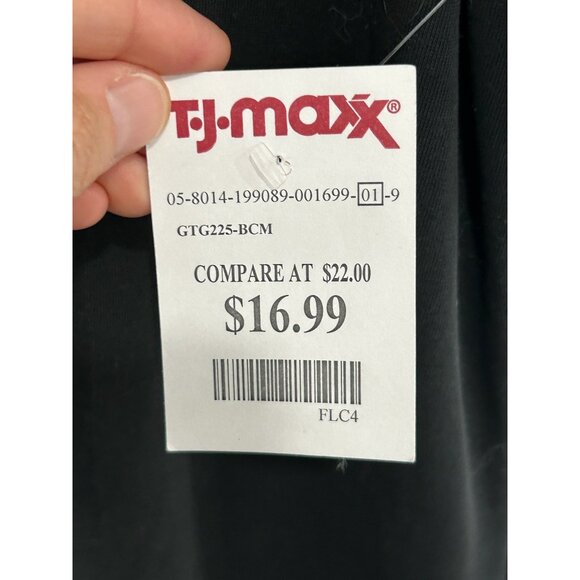 T·J·maxx®
05-8014-199089-001699-01-9
GTG225-BCM
COMPARE AT $22.00
$16.99
FLC4